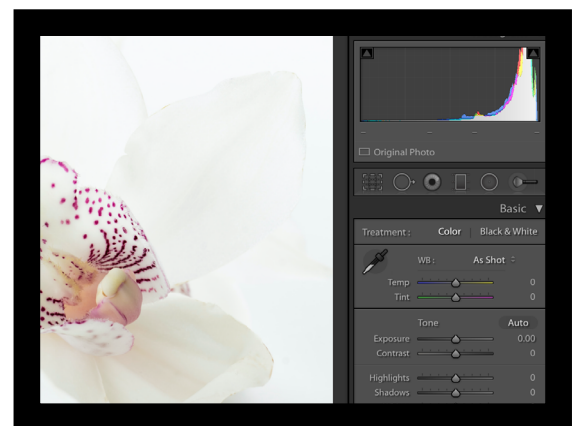 Original Photo
Basic ▼
Treatment : Color | Black & White
WB : As Shot
Temp 0
Tint 0
Tone Auto
Exposure 0.00
Contrast 0
Highlights 0
Shadows 0